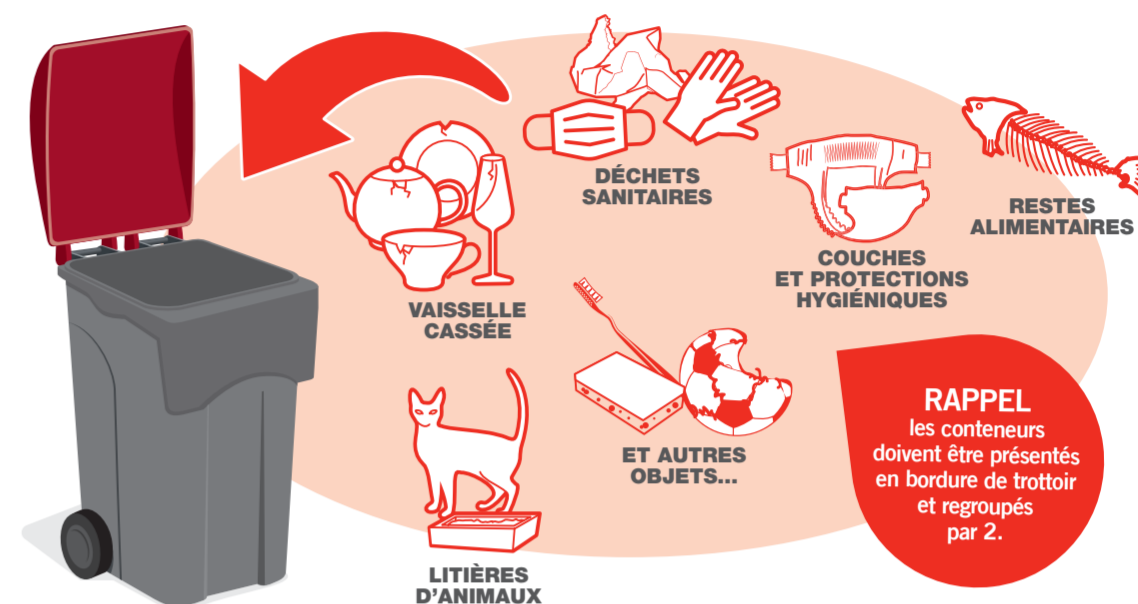 DÉCHETS
SANITAIRES
RESTES
ALIMENTAIRES
COUCHES
ET PROTECTIONS
HYGIÉNIQUES
VAISSELLE
CASSÉE
ET AUTRES
OBJETS...
LITIÈRES
D'ANIMAUX
RAPPEL
les conteneurs
doivent être présentés
en bordure de trottoir
et regroupés
par 2.